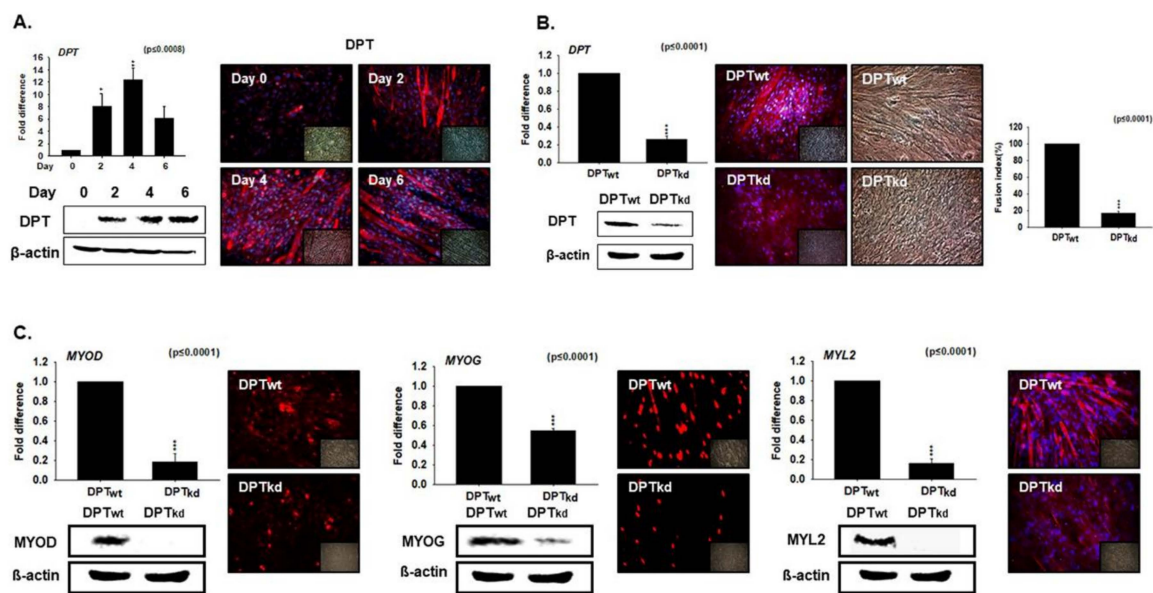 A.
DPT
(p≤0.0008)
Fold difference
16
14
12
10
8
6
4
2
0
*
***
Day 0 2 4 6
Day 0 2 4 6
DPT
ß-actin
DPT
Day 0
Day 2
Day 4
Day 6
B.
DPT
(p≤0.0001)
Fold difference
1.2
1.0
0.8
0.6
0.4
0.2
0.0
***
DPTwt DPTkd
DPTwt DPTkd
DPT
β-actin
DPTwt
DPTkd
DPTwt
DPTkd
(p≤0.0001)
Fusion index(%)
120
100
80
60
40
20
0
***
DPTwt DPTkd
C.
MYOD
(p≤0.0001)
Fold difference
1.2
1.0
0.8
0.6
0.4
0.2
0.0
***
DPTwt DPTkd
DPTwt DPTkd
MYOD
ß-actin
DPTwt
DPTkd
MYOG
(p≤0.0001)
Fold difference
1.2
1.0
0.8
0.6
0.4
0.2
0.0
***
DPTwt DPTkd
DPTwt DPTkd
MYOG
ß-actin
DPTwt
DPTkd
MYL2
(p≤0.0001)
Fold difference
1.2
1.0
0.8
0.6
0.4
0.2
0.0
***
DPTwt DPTkd
DPTwt DPTkd
MYL2
ß-actin
DPTwt
DPTkd